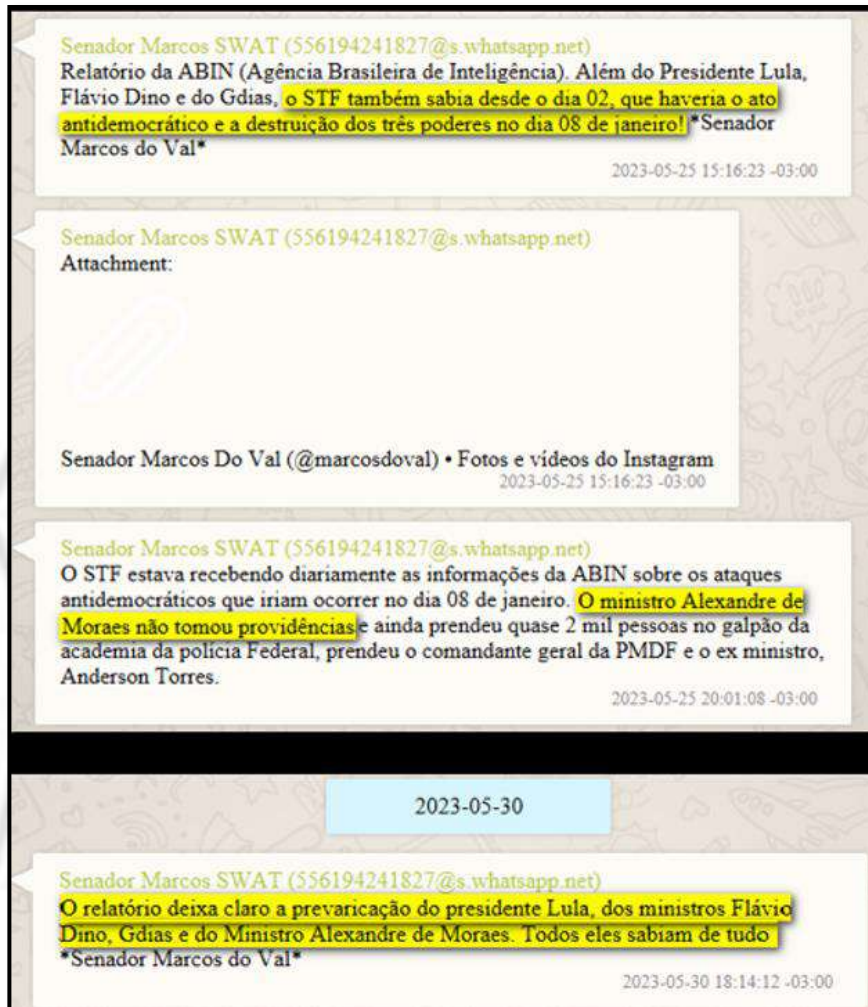 Senador Marcos SWAT (556194241827@s.whatsapp.net)
Relatório da ABIN (Agência Brasileira de Inteligência). Além do Presidente Lula,
Flávio Dino e do Gdias, o STF também sabia desde o dia 02, que haveria o ato
antidemocrático e a destruição dos três poderes no dia 08 de janeiro! *Senador
Marcos do Val*
2023-05-25 15:16:23 -03:00
Senador Marcos SWAT (556194241827@s.whatsapp.net)
Attachment:
Senador Marcos Do Val (@marcosdoval) • Fotos e vídeos do Instagram
2023-05-25 15:16:23 -03:00
Senador Marcos SWAT (556194241827@s.whatsapp.net)
O STF estava recebendo diariamente as informações da ABIN sobre os ataques
antidemocráticos que iriam ocorrer no dia 08 de janeiro. O ministro Alexandre de
Moraes não tomou providências e ainda prendeu quase 2 mil pessoas no galpão da
academia da polícia Federal, prendeu o comandante geral da PMDF e o ex ministro,
Anderson Torres.
2023-05-25 20:01:08 -03:00
2023-05-30
Senador Marcos SWAT (556194241827@s.whatsapp.net)
O relatório deixa claro a prevaricação do presidente Lula, dos ministros Flávio
Dino, Gdias e do Ministro Alexandre de Moraes. Todos eles sabiam de tudo
*Senador Marcos do Val*
2023-05-30 18:14:12 -03:00